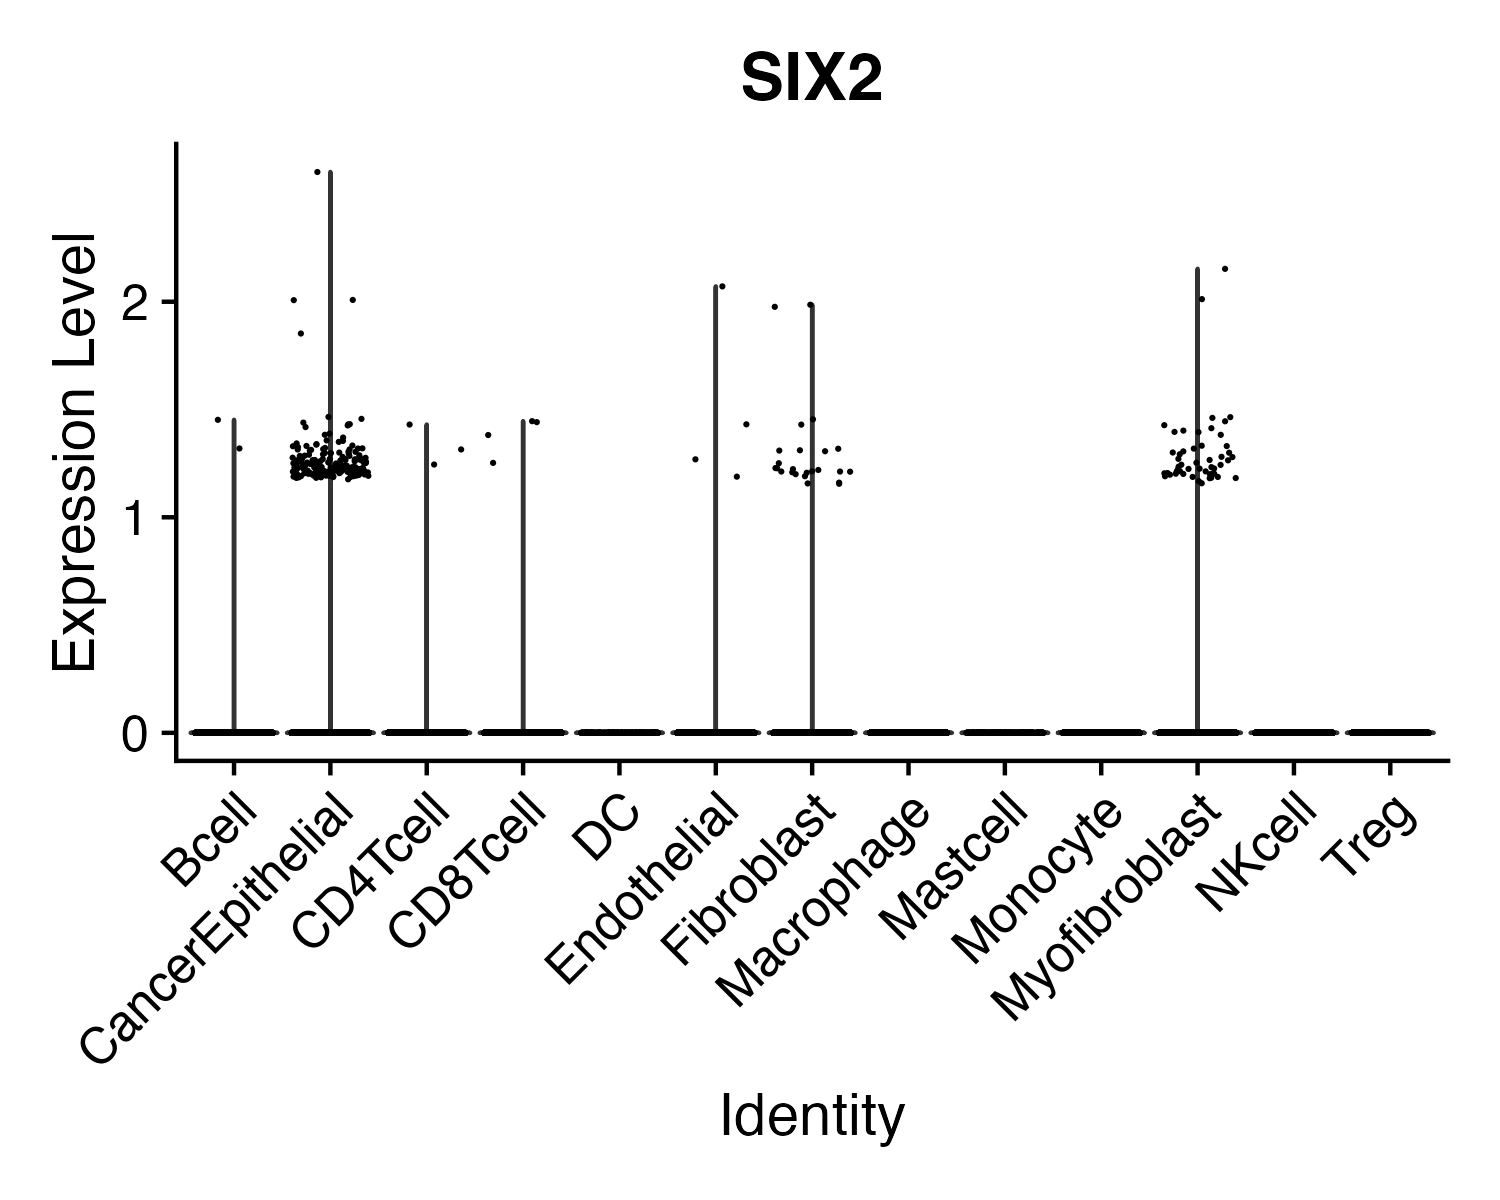 SIX2
Expression Level
2
1
0
Bcell
CancerEpithelial
CD4Tcell
CD8Tcell
DC
Endothelial
Fibroblast
Macrophage
Mastcell
Monocyte
Myofibroblast
NKcell
Treg
Identity